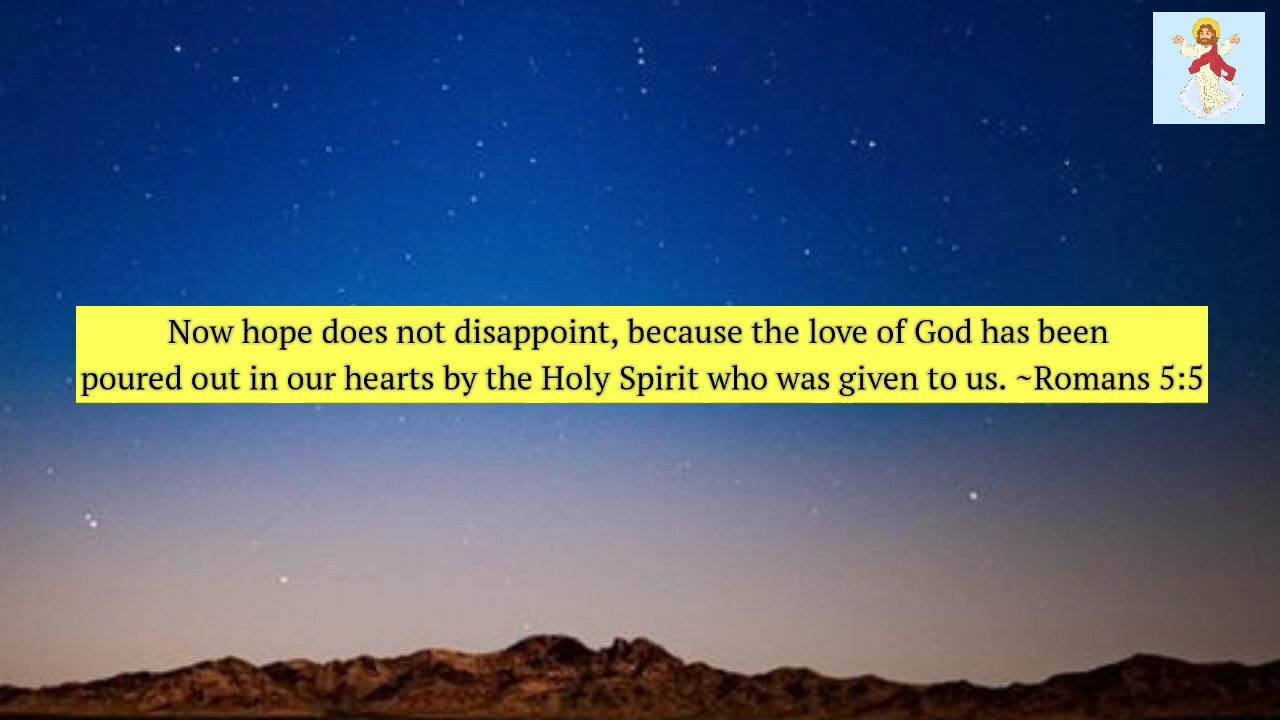 Now hope does not disappoint, because the love of God has been
poured out in our hearts by the Holy Spirit who was given to us. ~Romans 5:5